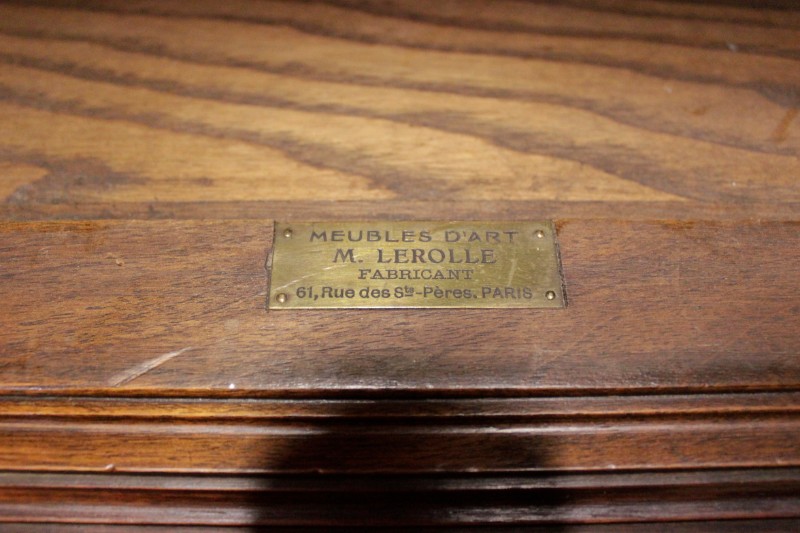 MEUBLES D'ART
M. LEROLLE
FABRICANT
61, Rue des Sts-Pères. PARIS